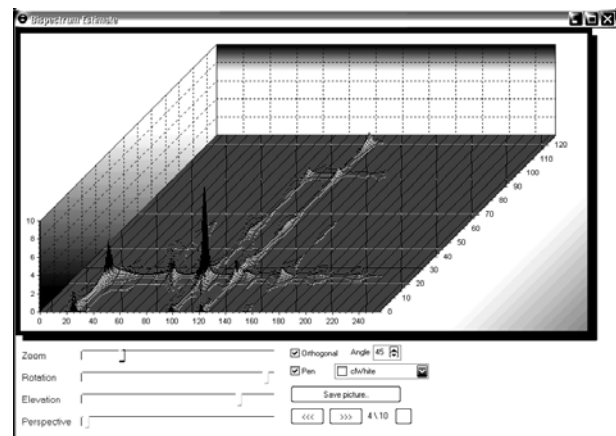 Bispectrum Estimate
120
110
100
90
80
70
60
50
40
30
20
10
0
10
8
6
4
2
0
0 20 40 60 80 100 120 140 160 180 200 220 240
Zoom
Orthogonal Angle 45
Rotation
Pen clWhite
Elevation
Save picture..
Perspective
<<< >>> 4 \ 10